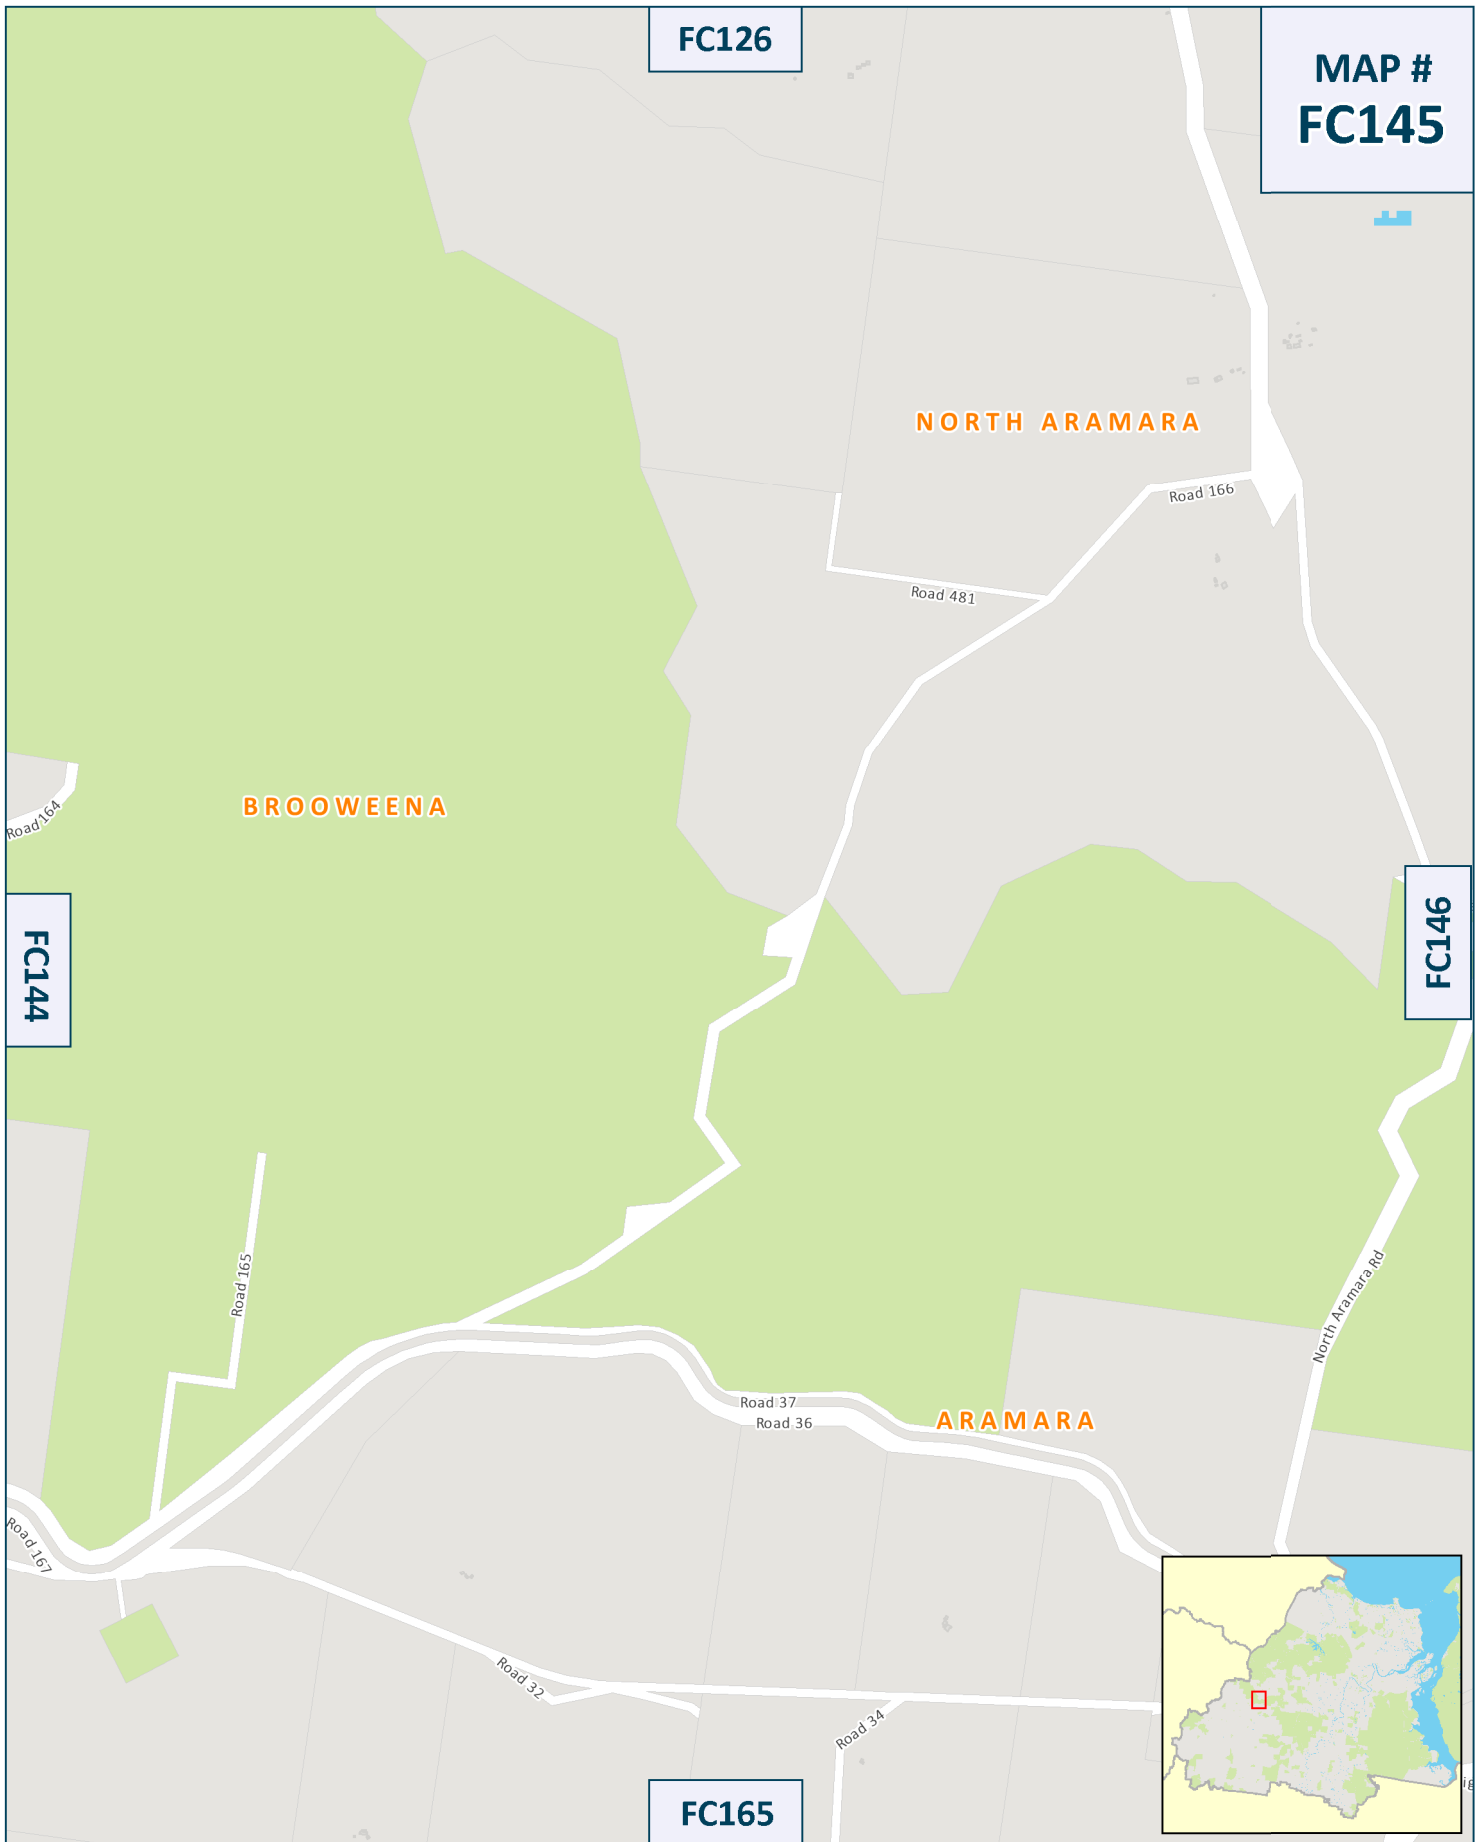 FC126
MAP #
FC145
NORTH ARAMARA
Road 166
Road 481
BROOWEENA
Road 164
FC144
FC146
Road 165
North Aramara Rd
Road 37
Road 36
ARAMARA
Road 167
Road 32
Road 34
FC165